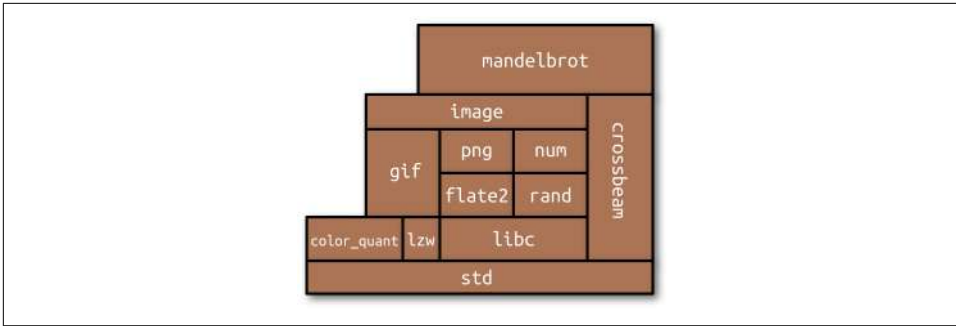 mandelbrot
image
crossbeam
gif
png
num
flate2
rand
color_quant
lzw
libc
std